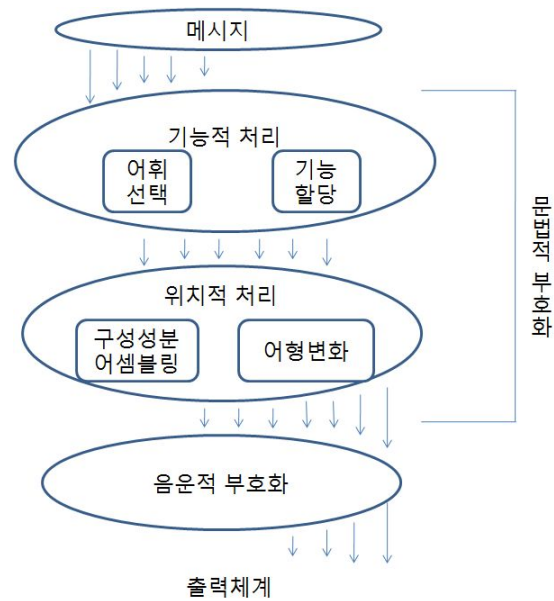 메시지
기능적 처리
어휘
선택
기능
할당
위치적 처리
구성성분
어셈블링
어형변화
문법적 부호화
음운적 부호화
출력체계